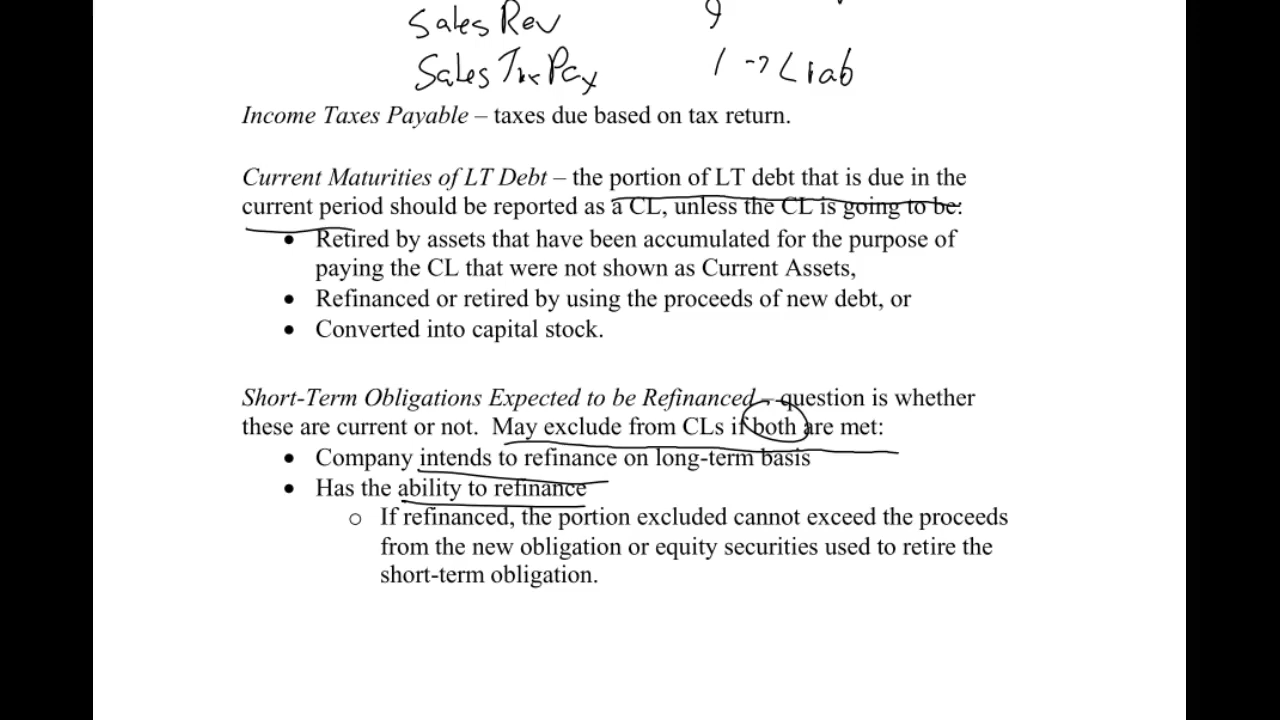 Sales Rev 9
Sales Tax Pay 1 -> Liab
Income Taxes Payable – taxes due based on tax return.
Current Maturities of LT Debt – the portion of LT debt that is due in the
current period should be reported as a CL, unless the CL is going to be:
• Retired by assets that have been accumulated for the purpose of
paying the CL that were not shown as Current Assets,
• Refinanced or retired by using the proceeds of new debt, or
• Converted into capital stock.
Short-Term Obligations Expected to be Refinanced – question is whether
these are current or not. May exclude from CLs if both are met:
• Company intends to refinance on long-term basis
• Has the ability to refinance
o If refinanced, the portion excluded cannot exceed the proceeds
from the new obligation or equity securities used to retire the
short-term obligation.